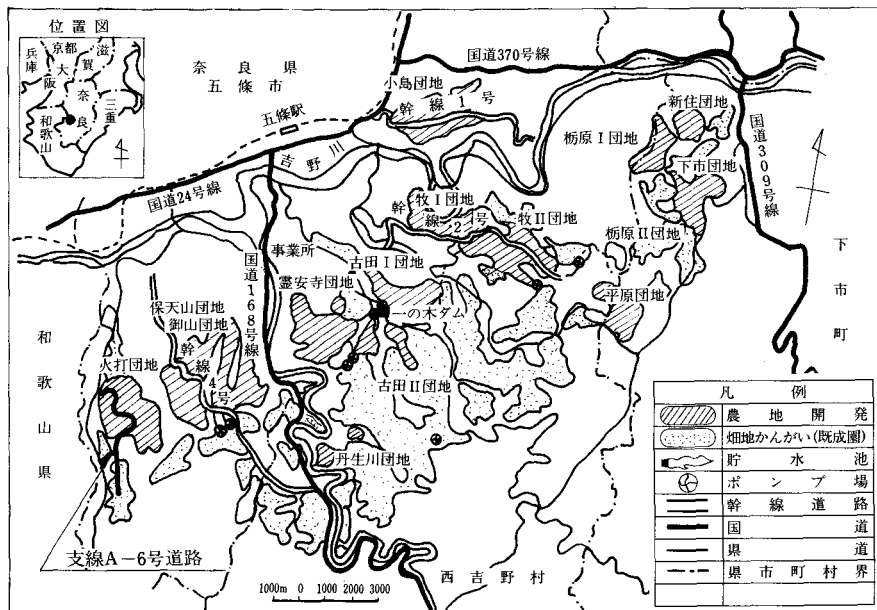 位置図
兵庫
京都
滋賀
大阪
奈良
三重
和歌山
奈良県
五條市
国道370号線
小島団地
幹線1号
五條駅
吉野川
国道24号線
新住団地
栃原Ⅰ団地
下市団地
国道309号線
牧Ⅰ団地
幹線2号
牧Ⅱ団地
栃原Ⅱ団地
下市町
事業所
国道168号線
古田Ⅰ団地
霊安寺団地
一の木ダム
平原団地
保天山団地
御山団地
幹線4号
火打団地
和歌山県
古田Ⅱ団地
丹生川団地
支線A-6号道路
1000m 0 1000 2000 3000
西吉野村
凡例
農地開発
畑地かんがい(既成園)
貯水池
ポンプ場
幹線道路
国道
県道
県市町村界